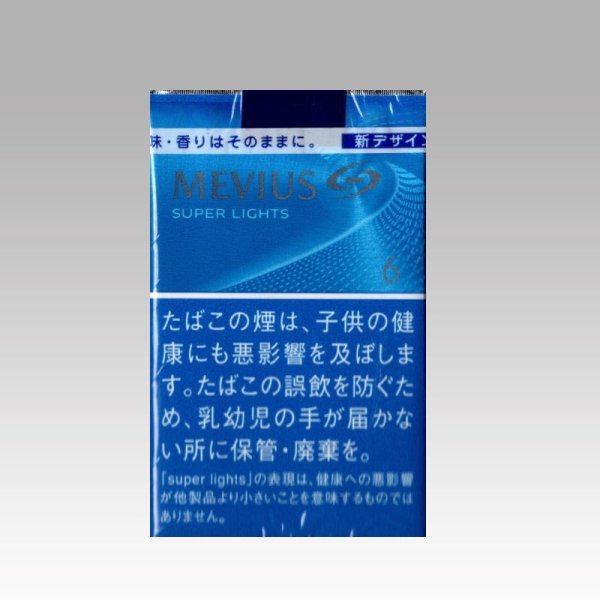 味・香りはそのままに。 新デザイン
MEVIUS
SUPER LIGHTS
6
たばこの煙は、子供の健
康にも悪影響を及ぼしま
す。たばこの誤飲を防ぐた
め、乳幼児の手が届かな
い所に保管・廃棄を。
「super lights」の表現は、健康への悪影響
が他製品より小さいことを意味するものでは
ありません。